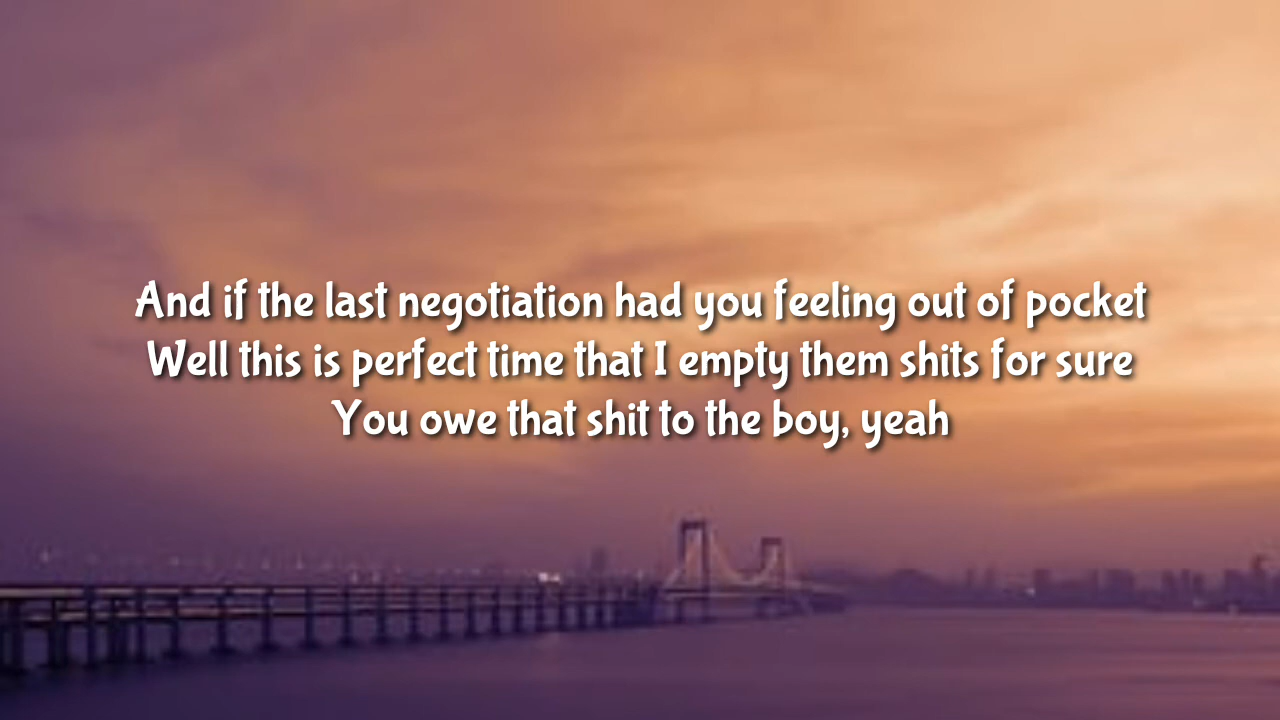 And if the last negotiation had you feeling out of pocket
Well this is perfect time that I empty them shits for sure
You owe that shit to the boy, yeah